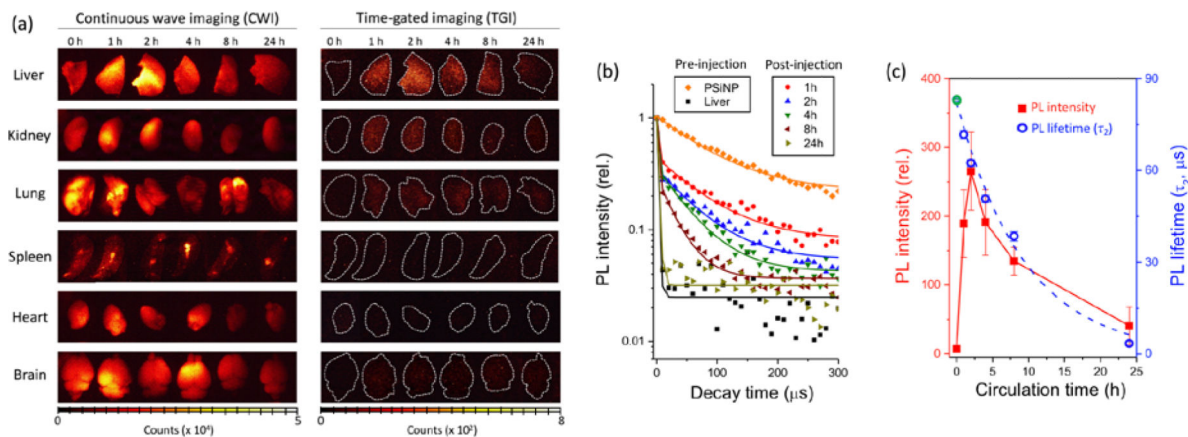 (a)
Continuous wave imaging (CWI)
0 h 1 h 2 h 4 h 8 h 24 h
Time-gated imaging (TGI)
0 h 1 h 2 h 4 h 8 h 24 h
Liver
Kidney
Lung
Spleen
Heart
Brain
0 5
Counts (x 10⁴)
0 8
Counts (x 10²)
(b)
Pre-injection
PSiNP
Liver
Post-injection
1h
2h
4h
8h
24h
PL intensity (rel.)
1
0.1
0.01
0 100 200 300
Decay time (μs)
(c)
PL intensity
PL lifetime (τ₂)
PL intensity (rel.)
400
350
300
250
200
150
100
50
0
PL lifetime (τ₂, μs)
90
60
30
0
0 5 10 15 20 25
Circulation time (h)